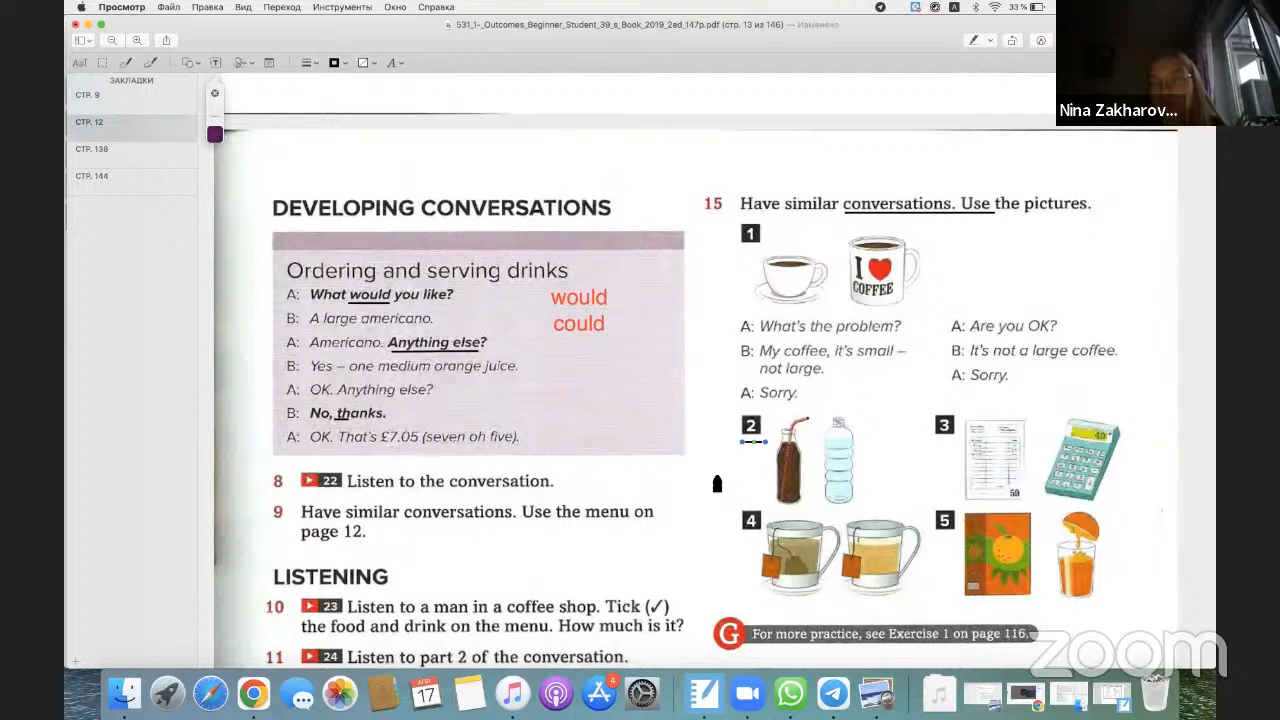 Просмотр Файл Правка Вид Переход Инструменты Окно Справка
33 %
531_1-_Outcomes_Beginner_Student_39_s_Book_2019_2ed_147p.pdf (стр. 13 из 146) — Изменено
ЗАКЛАДКИ
СТР. 9
СТР. 12
СТР. 138
СТР. 144
Nina Zakharov...
DEVELOPING CONVERSATIONS
Ordering and serving drinks
A: What would you like?
B: A large americano.
A: Americano. Anything else?
B: Yes – one medium orange juice.
A: OK. Anything else?
B: No, thanks.
A: OK. That's £7.05 (seven oh five).
would
could
8 22 Listen to the conversation.
9 Have similar conversations. Use the menu on
page 12.
LISTENING
10 23 Listen to a man in a coffee shop. Tick (✓)
the food and drink on the menu. How much is it?
11 24 Listen to part 2 of the conversation.
15 Have similar conversations. Use the pictures.
1
I ❤ COFFEE
A: What's the problem?
B: My coffee, it's small –
not large.
A: Sorry.
A: Are you OK?
B: It's not a large coffee.
A: Sorry.
2
3
4
5
G For more practice, see Exercise 1 on page 116.
zoom
АПР
17
4